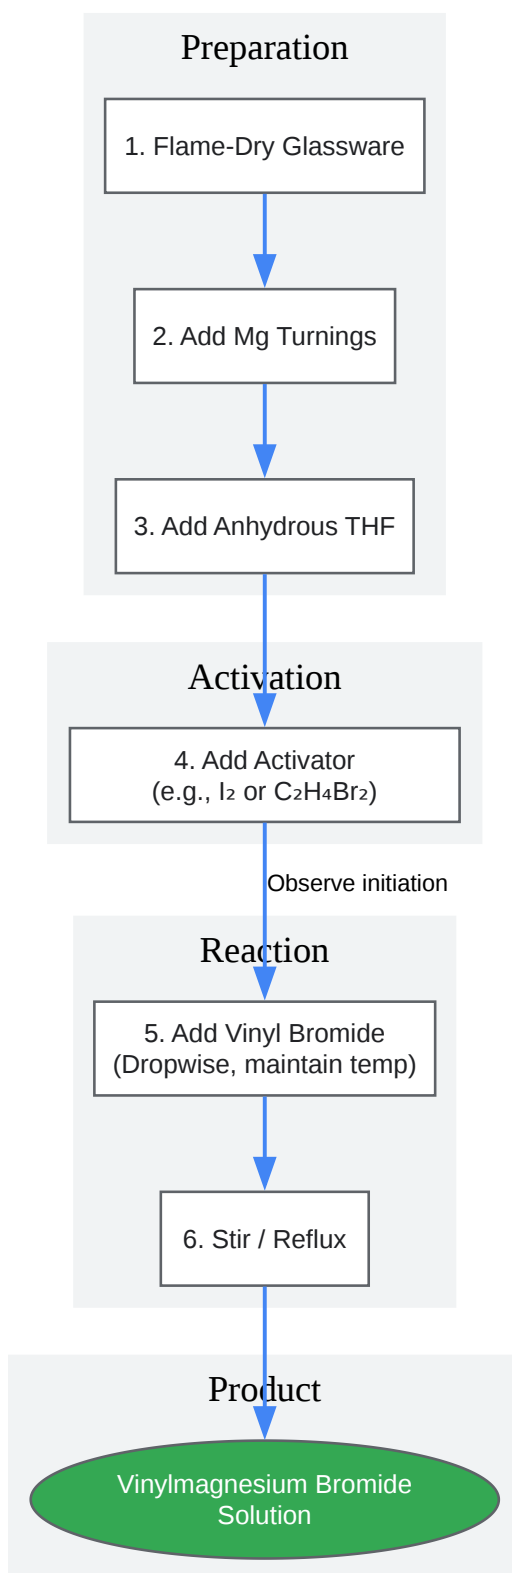 Preparation
1. Flame-Dry Glassware
2. Add Mg Turnings
3. Add Anhydrous THF
Activation
4. Add Activator
(e.g., I₂ or C₂H₄Br₂)
Observe initiation
Reaction
5. Add Vinyl Bromide
(Dropwise, maintain temp)
6. Stir / Reflux
Product
Vinylmagnesium Bromide
Solution